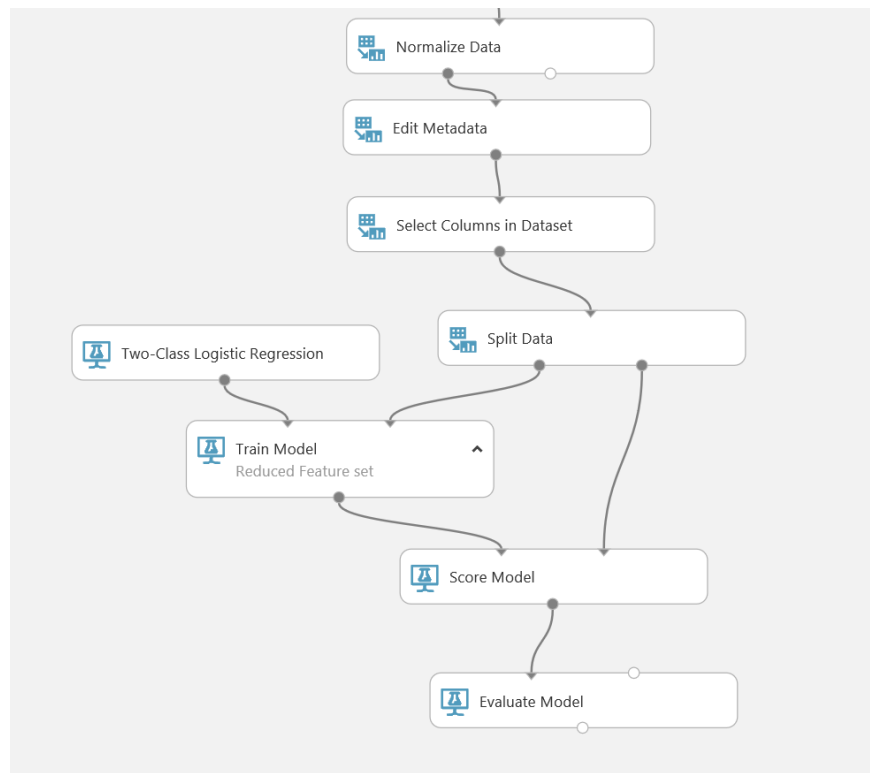 Normalize Data
Edit Metadata
Select Columns in Dataset
Split Data
Two-Class Logistic Regression
Train Model
Reduced Feature set
Score Model
Evaluate Model